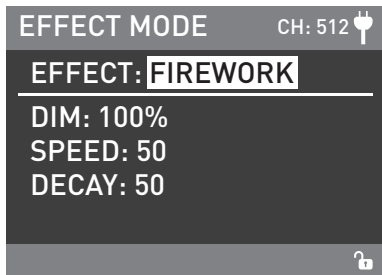 EFFECT MODE CH: 512
EFFECT: FIREWORK
DIM: 100%
SPEED: 50
DECAY: 50